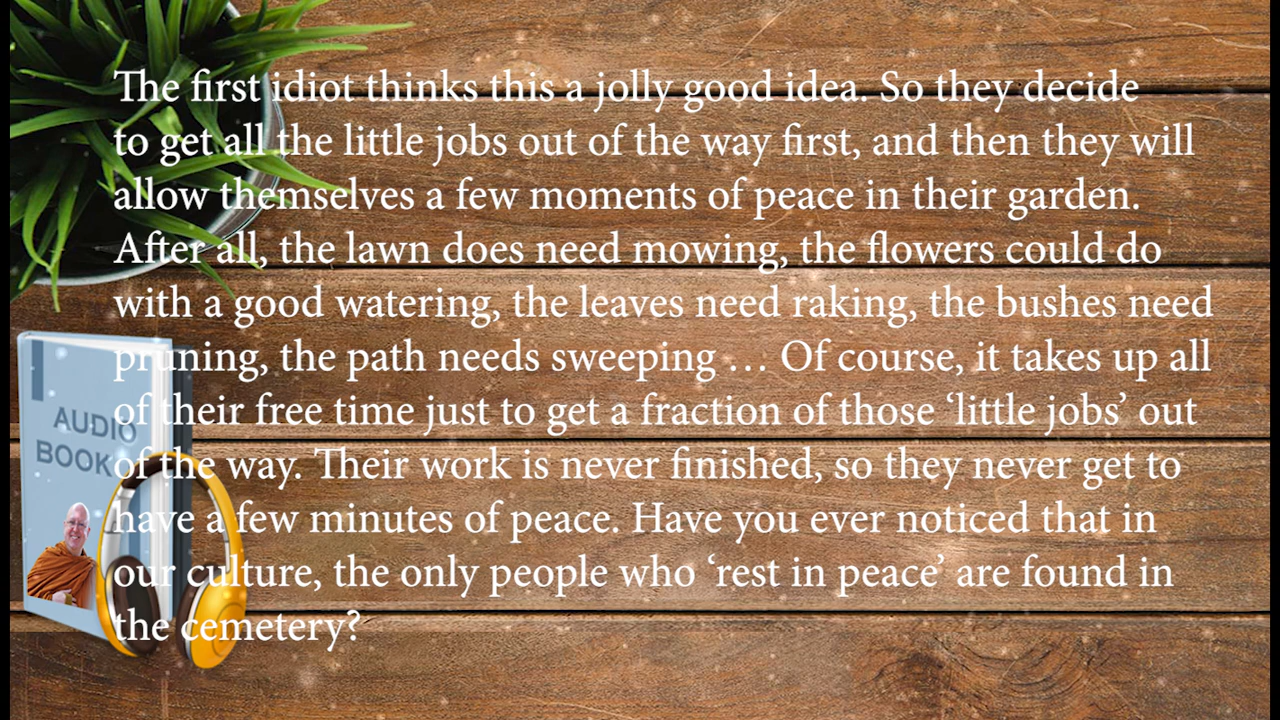 The first idiot thinks this a jolly good idea. So they decide
to get all the little jobs out of the way first, and then they will
allow themselves a few moments of peace in their garden.
After all, the lawn does need mowing, the flowers could do
with a good watering, the leaves need raking, the bushes need
pruning, the path needs sweeping … Of course, it takes up all
of their free time just to get a fraction of those ‘little jobs’ out
of the way. Their work is never finished, so they never get to
have a few minutes of peace. Have you ever noticed that in
our culture, the only people who ‘rest in peace’ are found in
the cemetery?
AUDIO
BOOK